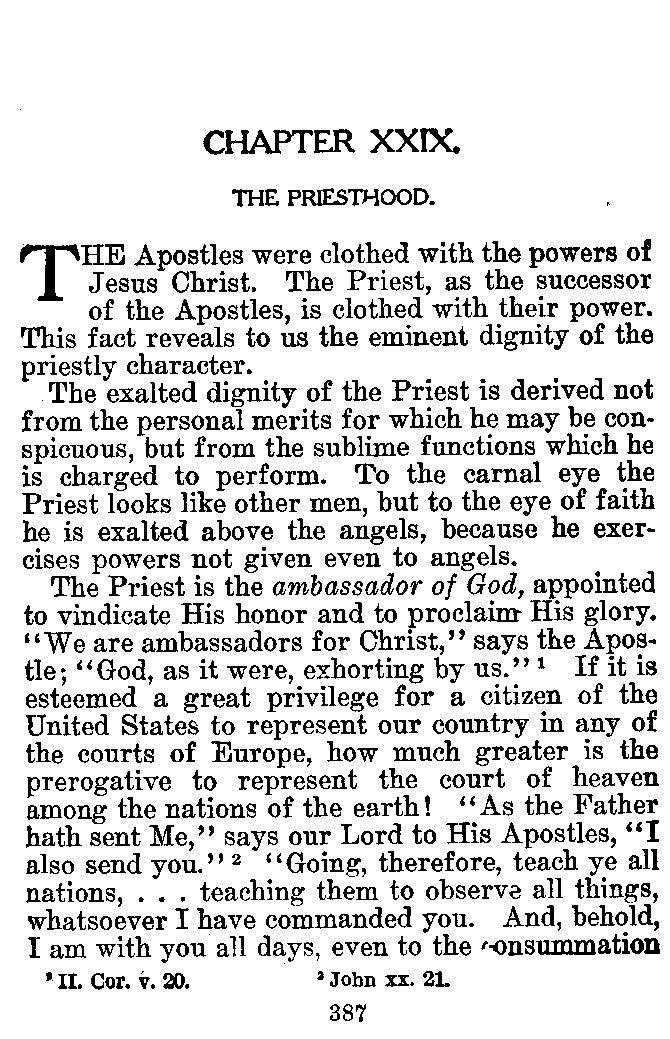 CHAPTER XXIX.
THE PRIESTHOOD.
THE Apostles were clothed with the powers of
Jesus Christ. The Priest, as the successor
of the Apostles, is clothed with their power.
This fact reveals to us the eminent dignity of the
priestly character.
The exalted dignity of the Priest is derived not
from the personal merits for which he may be con-
spicuous, but from the sublime functions which he
is charged to perform. To the carnal eye the
Priest looks like other men, but to the eye of faith
he is exalted above the angels, because he exer-
cises powers not given even to angels.
The Priest is the ambassador of God, appointed
to vindicate His honor and to proclaim His glory.
"We are ambassadors for Christ," says the Apos-
tle; "God, as it were, exhorting by us." 1 If it is
esteemed a great privilege for a citizen of the
United States to represent our country in any of
the courts of Europe, how much greater is the
prerogative to represent the court of heaven
among the nations of the earth! "As the Father
hath sent Me," says our Lord to His Apostles, "I
also send you." 2 "Going, therefore, teach ye all
nations, . . . teaching them to observe all things,
whatsoever I have commanded you. And, behold,
I am with you all days, even to the consummation
1 II. Cor. v. 20. 2 John xx. 21.
387